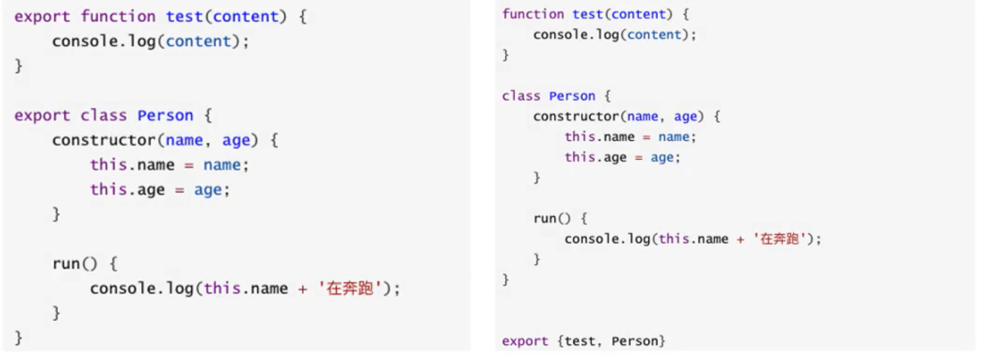 export function test(content) {
    console.log(content);
}

export class Person {
    constructor(name, age) {
        this.name = name;
        this.age = age;
    }

    run() {
        console.log(this.name + '在奔跑');
    }
}

function test(content) {
    console.log(content);
}

class Person {
    constructor(name, age) {
        this.name = name;
        this.age = age;
    }

    run() {
        console.log(this.name + '在奔跑');
    }
}

export {test, Person}